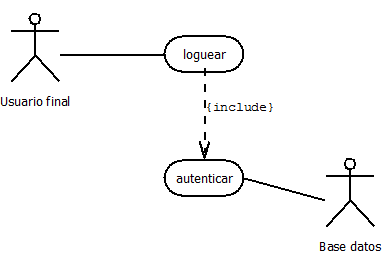 loguear
Usuario final
{include}
autenticar
Base datos